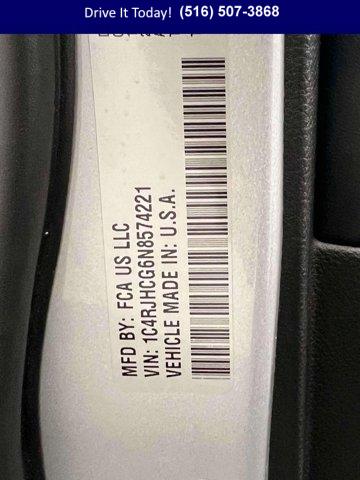 Drive It Today! (516) 507-3868
MFD BY: FCA US LLC
VIN: 1C4RJHCG6N8574221
VEHICLE MADE IN: U.S.A.